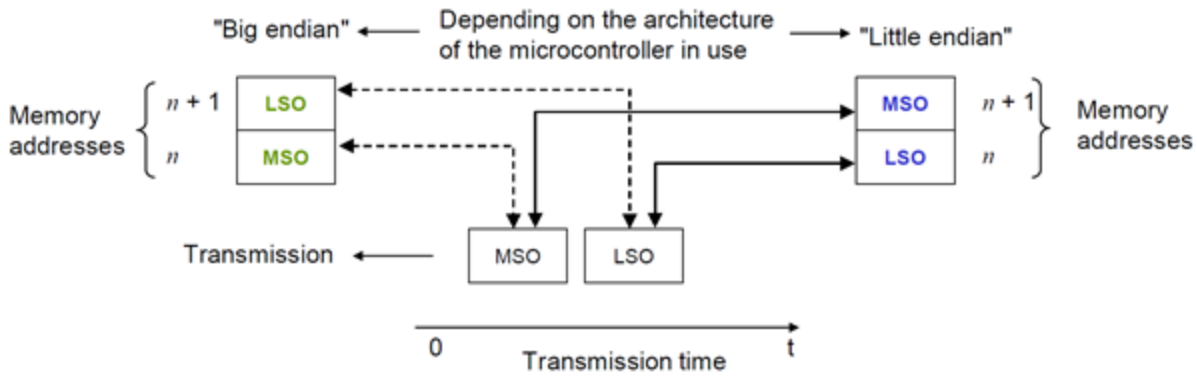 "Big endian"
Depending on the architecture
of the microcontroller in use
"Little endian"
Memory
addresses
n + 1
n
LSO
MSO
MSO
LSO
n + 1
n
Memory
addresses
Transmission
MSO
LSO
0
t
Transmission time